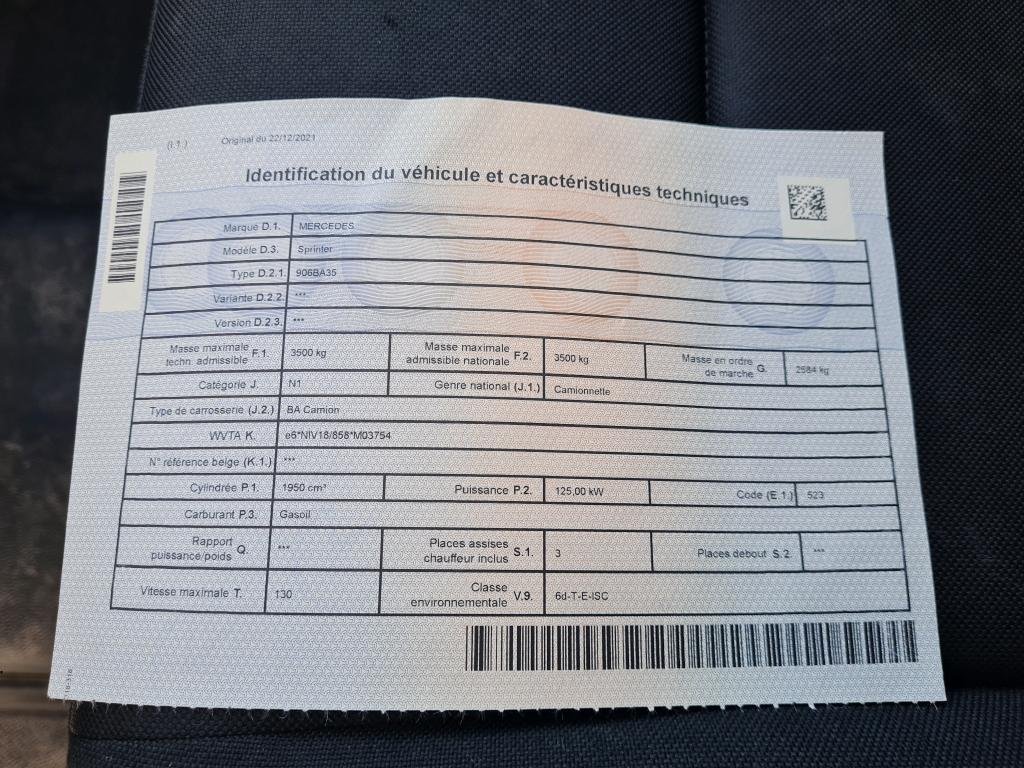 (I.1.) Original du 22/12/2021
Identification du véhicule et caractéristiques techniques
Marque D.1. MERCEDES
Modèle D.3. Sprinter
Type D.2.1. 906BA35
Variante D.2.2. ***
Version D.2.3. ***
Masse maximale techn. admissible F.1. 3500 kg Masse maximale admissible nationale F.2. 3500 kg Masse en ordre de marche G. 2584 kg
Catégorie J. N1 Genre national (J.1.) Camionnette
Type de carrosserie (J.2.) BA Camion
WVTA K. e6*NIV18/858*M03754
N° référence belge (K.1.) ***
Cylindrée P.1. 1950 cm³ Puissance P.2. 125,00 kW Code (E.1.) 523
Carburant P.3. Gasoil
Rapport puissance/poids Q. *** Places assises chauffeur inclus S.1. 3 Places debout S.2. ***
Vitesse maximale T. 130 Classe environnementale V.9. 6d-T-E-ISC